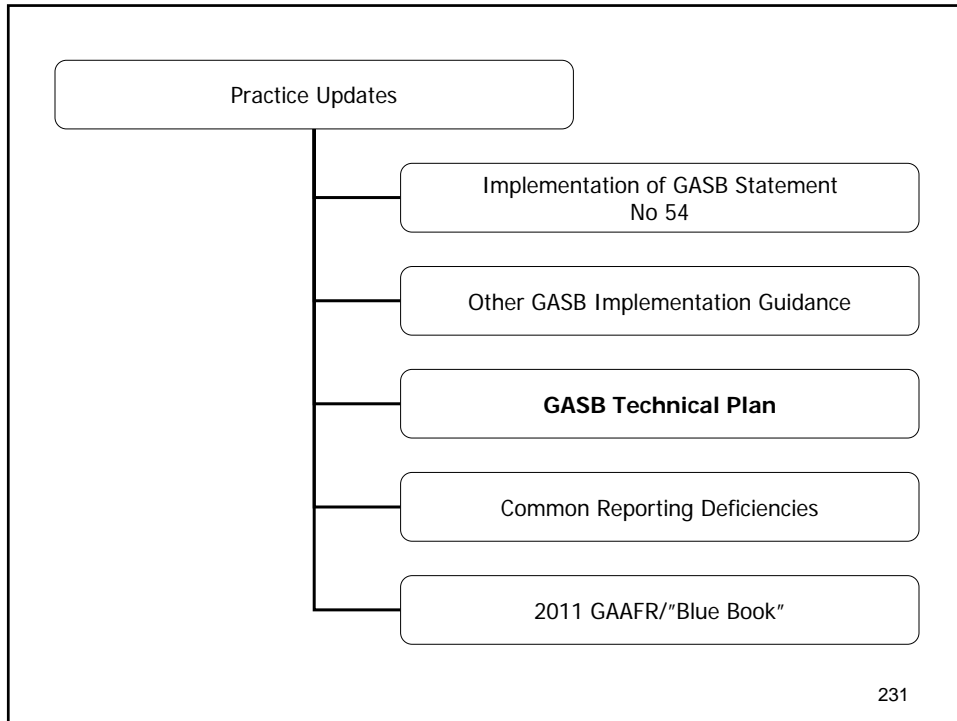 Practice Updates
Implementation of GASB Statement
No 54
Other GASB Implementation Guidance
GASB Technical Plan
Common Reporting Deficiencies
2011 GAAFR/”Blue Book”
231